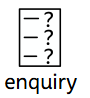 – ?
– ?
– ?
enquiry